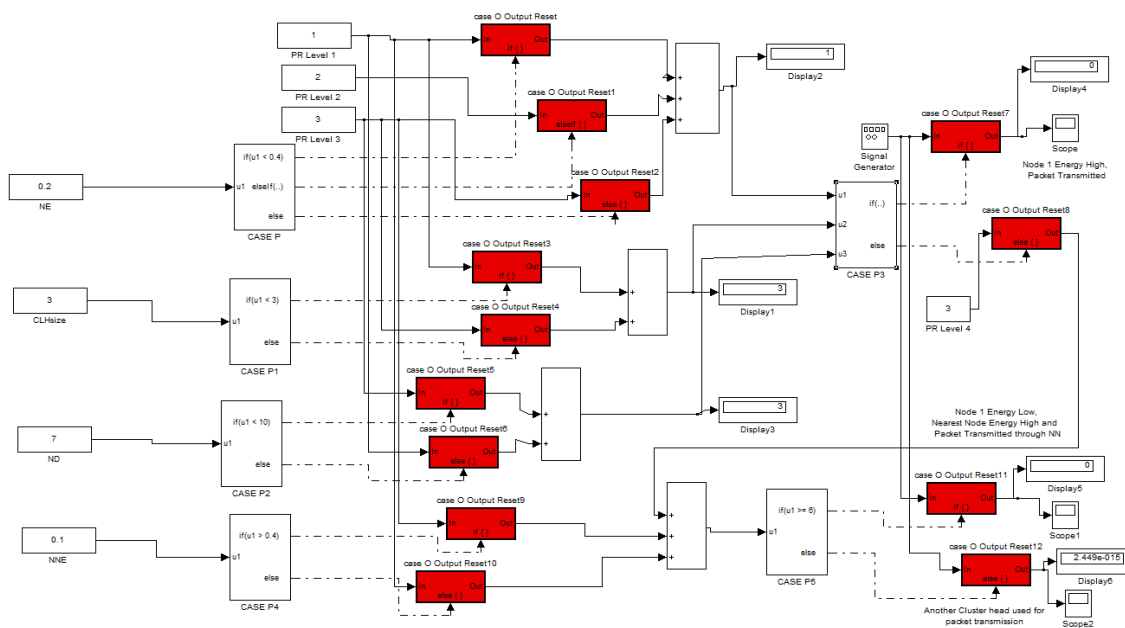 case O Output Reset
1
In
Out
if { }
PR Level 1
1
Display2
0
Display4
2
PR Level 2
case O Output Reset1
In
Out
elseif { }
3
PR Level 3
case O Output Reset7
In
Out
if { }
Scope
Signal
Generator
Node 1 Energy High,
Packet Transmitted
0.2
NE
u1
if(u1 < 0.4)
elseif(..)
else
CASE P
case O Output Reset2
In
Out
else { }
+
+
+
u1
u2
u3
if(..)
else
CASE P3
case O Output Reset8
In
Out
else { }
3
PR Level 4
3
CLHsize
u1
if(u1 < 3)
else
CASE P1
case O Output Reset3
In
Out
if { }
case O Output Reset4
In
Out
else { }
+
+
3
Display1
7
ND
u1
if(u1 < 10)
else
CASE P2
case O Output Reset5
In
Out
if { }
case O Output Reset6
In
Out
else { }
+
+
3
Display3
Node 1 Energy Low,
Nearest Node Energy High and
Packet Transmitted through NN
0.1
NNE
u1
if(u1 > 0.4)
else
CASE P4
case O Output Reset9
In
Out
if { }
case O Output Reset10
In
Out
else { }
+
+
+
u1
if(u1 >= 6)
else
CASE P5
case O Output Reset11
In
Out
if { }
0
Display5
Scope1
case O Output Reset12
In
Out
else { }
2.449e-015
Display6
Scope2
Another Cluster head used for
packet transmission